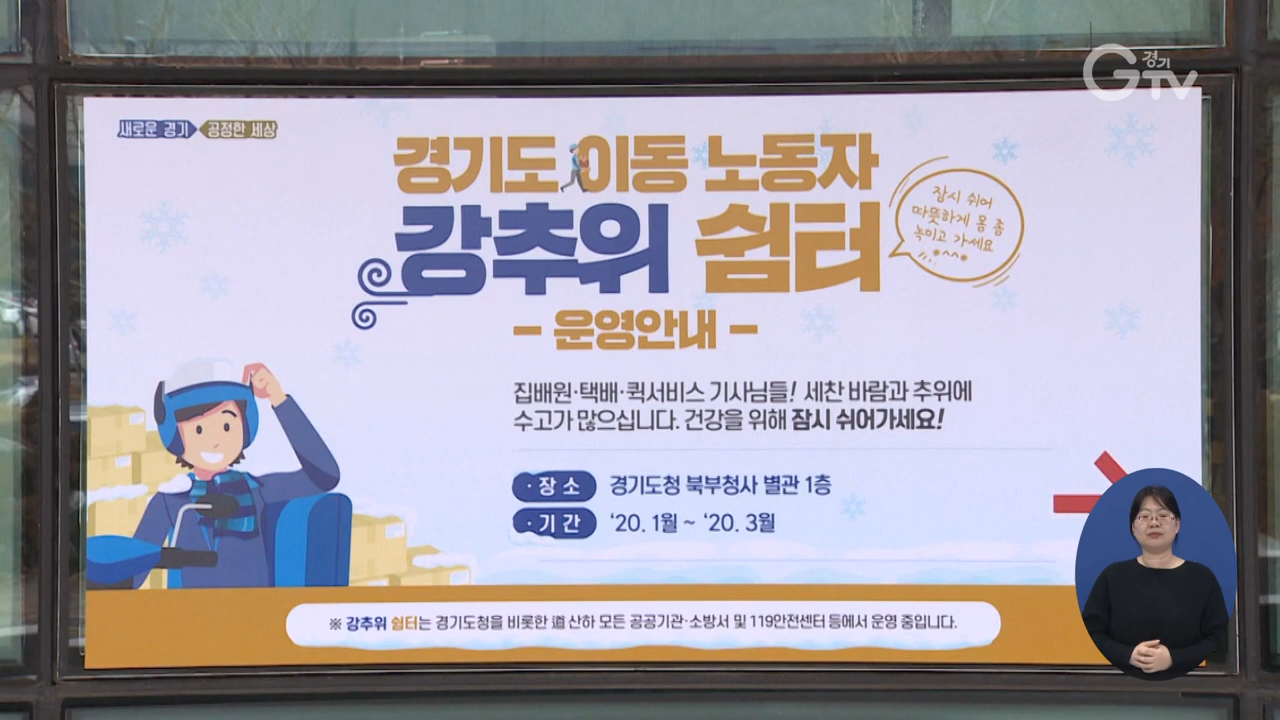 G경기TV
새로운 경기 공정한 세상
경기도 이동 노동자
강추위 쉼터
- 운영안내 -
잠시 쉬어
따뜻하게 몸 좀
녹이고 가세요
*^^*
집배원·택배·퀵서비스 기사님들! 세찬 바람과 추위에
수고가 많으십니다. 건강을 위해 잠시 쉬어가세요!
· 장 소 경기도청 북부청사 별관 1층
· 기 간 ‘20. 1월 ~ ‘20. 3월
※ 강추위 쉼터는 경기도청을 비롯한 道 산하 모든 공공기관·소방서 및 119안전센터 등에서 운영 중입니다.